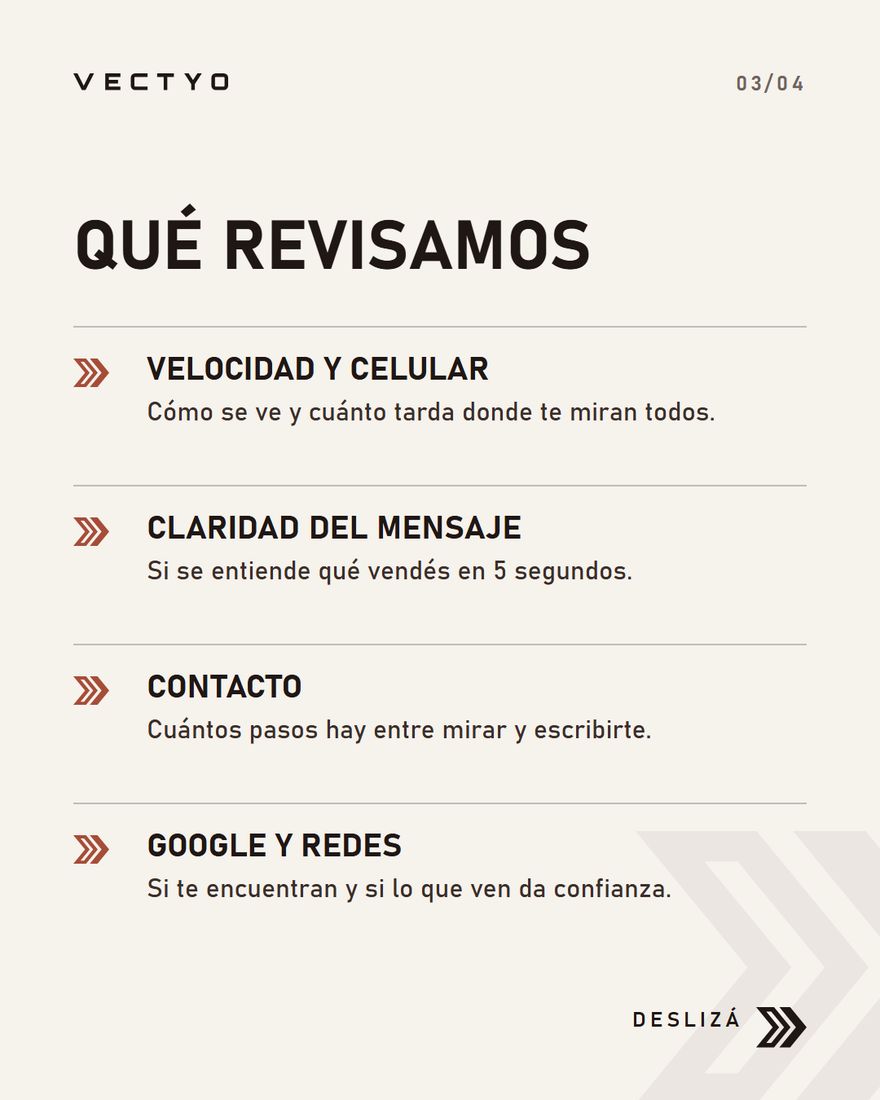 VECTYO
03/04
QUÉ REVISAMOS
VELOCIDAD Y CELULAR
Cómo se ve y cuánto tarda donde te miran todos.
CLARIDAD DEL MENSAJE
Si se entiende qué vendés en 5 segundos.
CONTACTO
Cuántos pasos hay entre mirar y escribirte.
GOOGLE Y REDES
Si te encuentran y si lo que ven da confianza.
DESLIZÁ